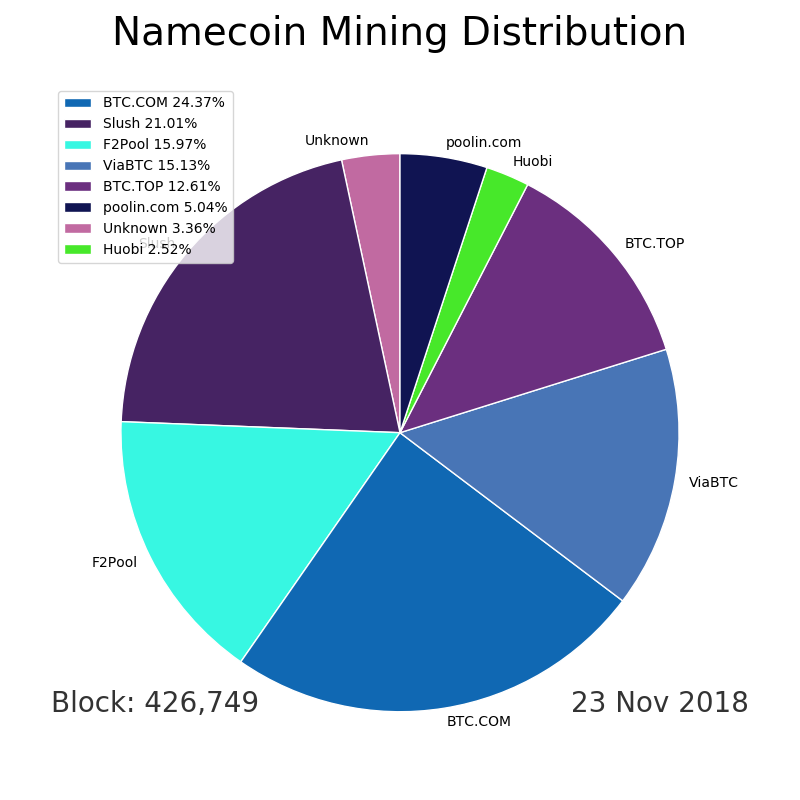 Namecoin Mining Distribution
BTC.COM 24.37%
Slush 21.01%
F2Pool 15.97%
ViaBTC 15.13%
BTC.TOP 12.61%
poolin.com 5.04%
Unknown 3.36%
Huobi 2.52%
Unknown
poolin.com
Huobi
Slush
BTC.TOP
ViaBTC
F2Pool
Block: 426,749
23 Nov 2018
BTC.COM